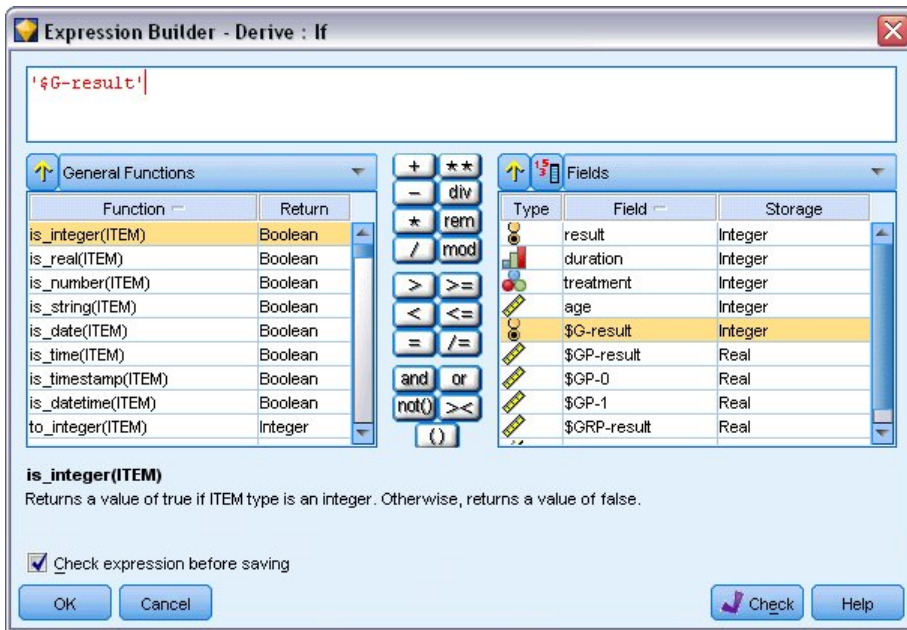 Expression Builder - Derive : If
'$G-result'
General Functions
Function Return
is_integer(ITEM) Boolean
is_real(ITEM) Boolean
is_number(ITEM) Boolean
is_string(ITEM) Boolean
is_date(ITEM) Boolean
is_time(ITEM) Boolean
is_timestamp(ITEM) Boolean
is_datetime(ITEM) Boolean
to_integer(ITEM) Integer
+ **
- div
* rem
/ mod
> >=
< <=
= /=
and or
not() ><
()
Fields
Type Field Storage
result Integer
duration Integer
treatment Integer
age Integer
$G-result Integer
$GP-result Real
$GP-0 Real
$GP-1 Real
$GRP-result Real
is_integer(ITEM)
Returns a value of true if ITEM type is an integer. Otherwise, returns a value of false.
Check expression before saving
OK Cancel Check Help